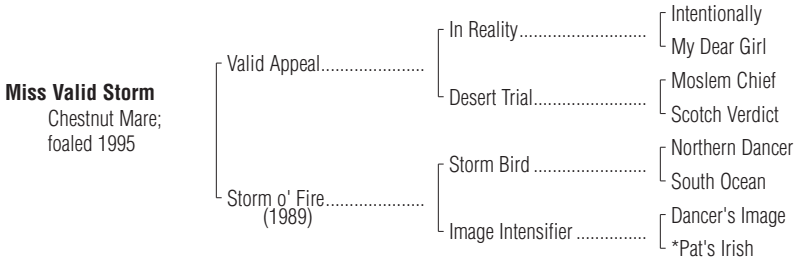 Miss Valid Storm
Chestnut Mare;
foaled 1995
Valid Appeal.....................
Storm o' Fire....................
(1989)
In Reality..........................
Desert Trial.......................
Storm Bird .......................
Image Intensifier ..............
Intentionally
My Dear Girl
Moslem Chief
Scotch Verdict
Northern Dancer
South Ocean
Dancer's Image
*Pat's Irish